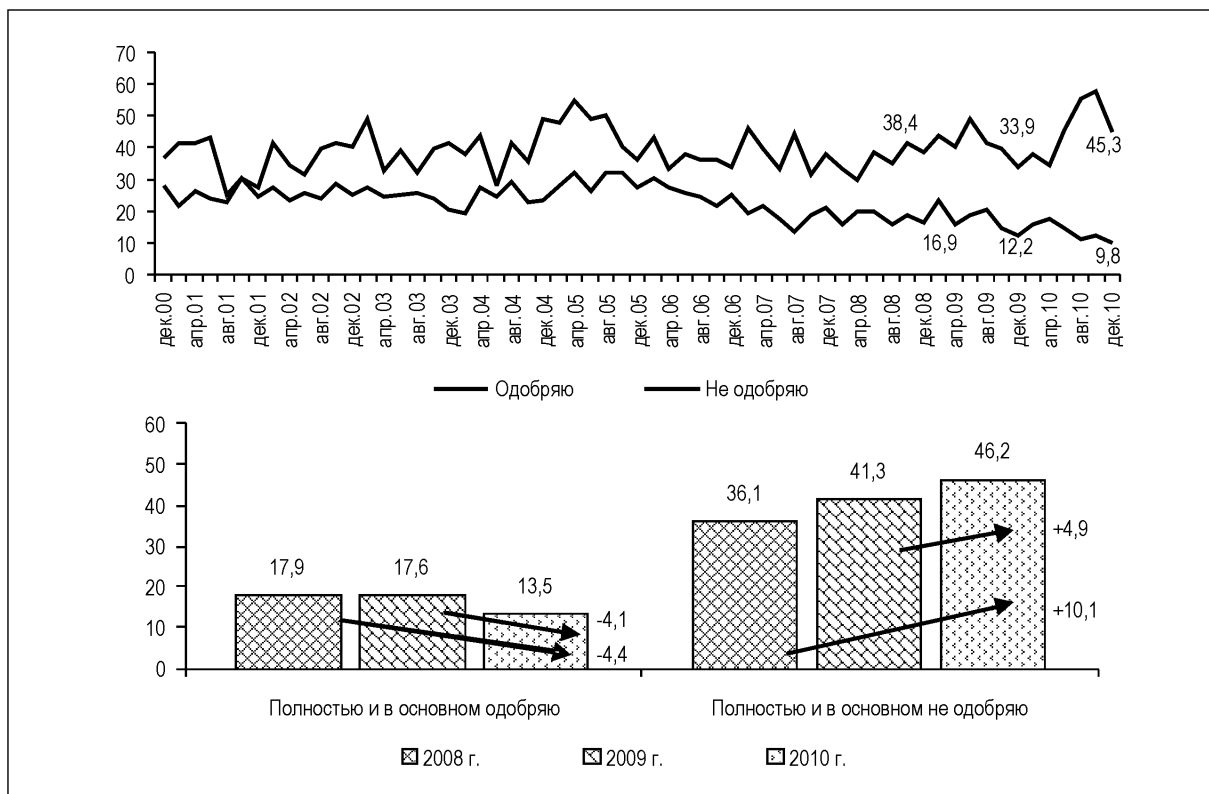 70
60
50
40
30
20
10
0
38,4
33,9
45,3
16,9
12,2
9,8
дек.00
апр.01
авг.01
дек.01
апр.02
авг.02
дек.02
апр.03
авг.03
дек.03
апр.04
авг.04
дек.04
апр.05
авг.05
дек.05
апр.06
авг.06
дек.06
апр.07
авг.07
дек.07
апр.08
авг.08
дек.08
апр.09
авг.09
дек.09
апр.10
авг.10
дек.10
Одобряю Не одобряю
60
50
40
30
20
10
0
17,9
17,6
13,5
-4,1
-4,4
36,1
41,3
46,2
+4,9
+10,1
Полностью и в основном одобряю
Полностью и в основном не одобряю
2008 г. 2009 г. 2010 г.